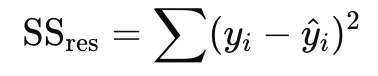 SS_res = ∑(y_i − ŷ_i)²